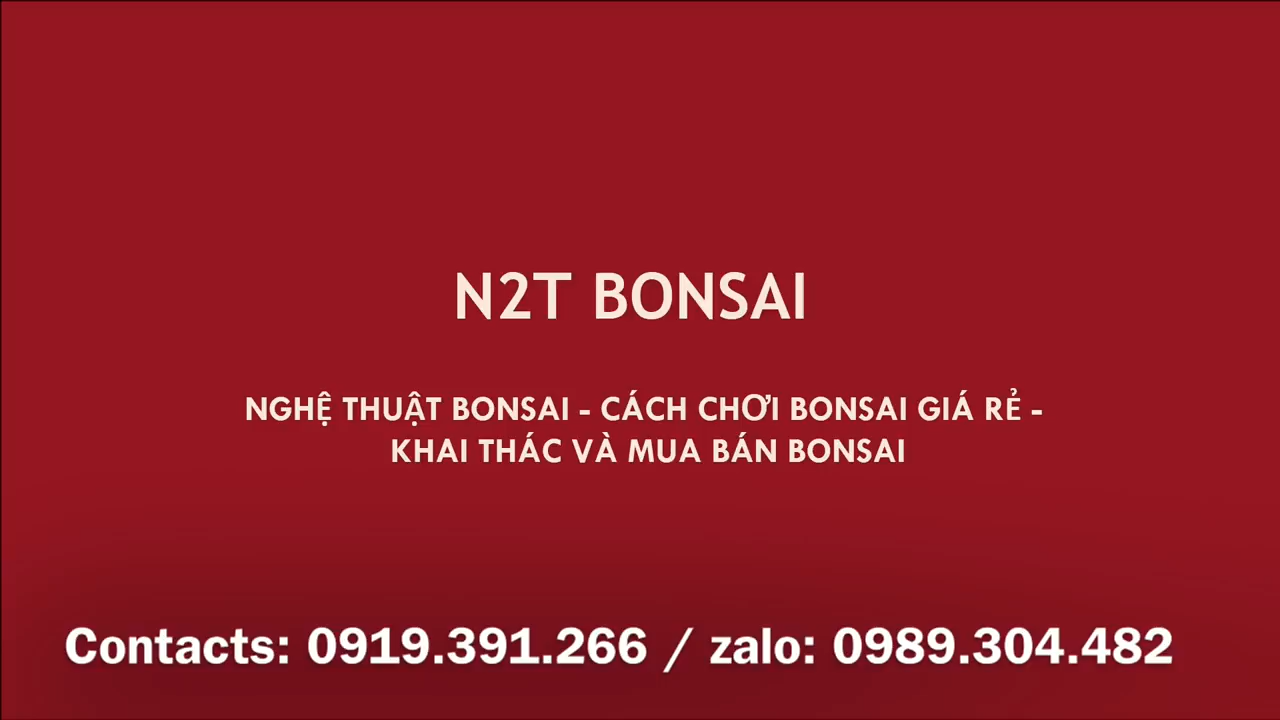 N2T BONSAI
NGHỆ THUẬT BONSAI - CÁCH CHƠI BONSAI GIÁ RẺ -
KHAI THÁC VÀ MUA BÁN BONSAI
Contacts: 0919.391.266 / zalo: 0989.304.482